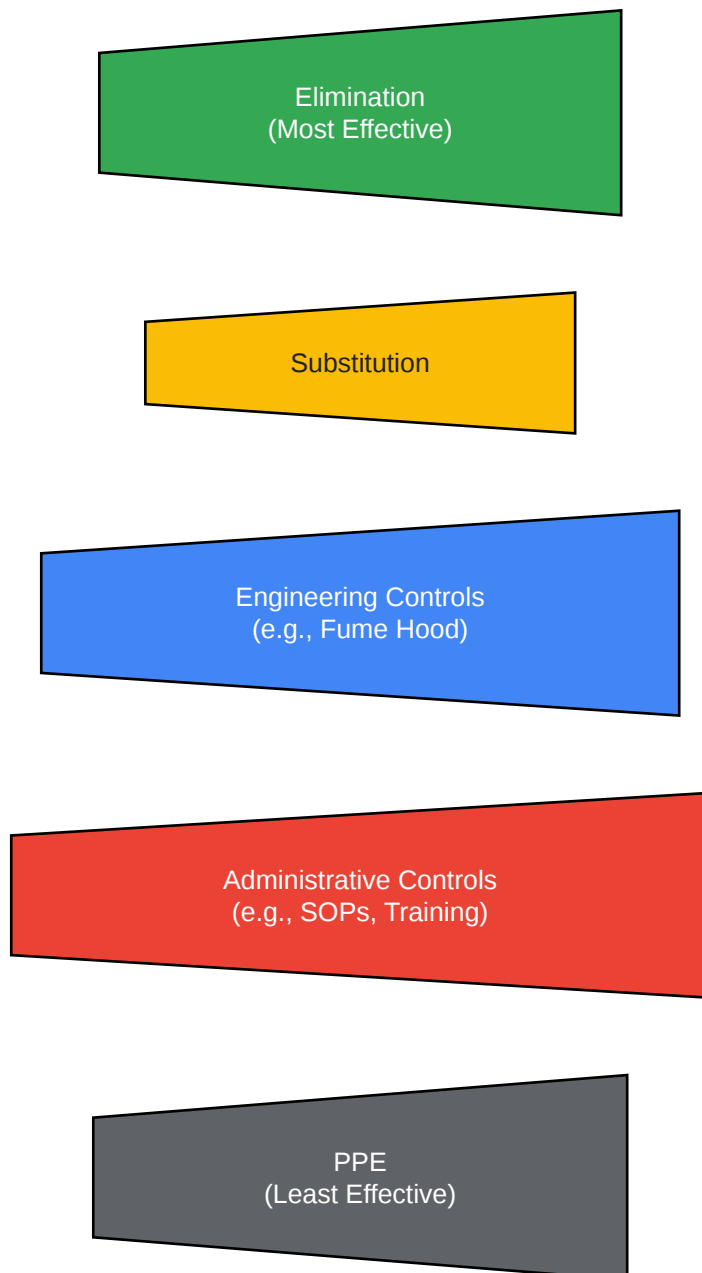 Elimination
(Most Effective)
Substitution
Engineering Controls
(e.g., Fume Hood)
Administrative Controls
(e.g., SOPs, Training)
PPE
(Least Effective)